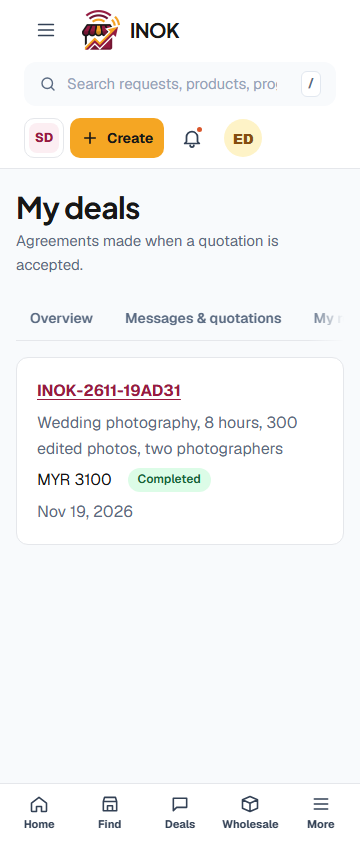 INOK
Search requests, products, pro
/
SD
Create
ED
My deals
Agreements made when a quotation is
accepted.
Overview
Messages & quotations
My
INOK-2611-19AD31
Wedding photography, 8 hours, 300
edited photos, two photographers
MYR 3100
Completed
Nov 19, 2026
Home
Find
Deals
Wholesale
More